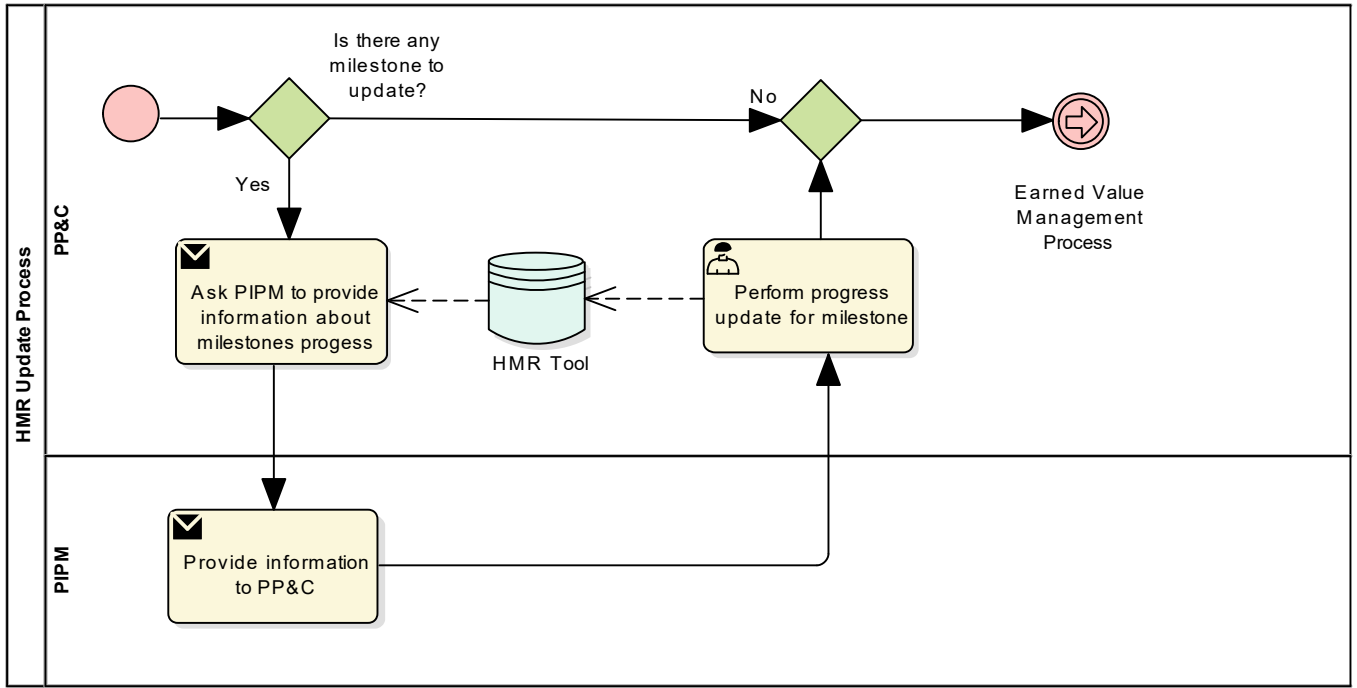 HMR Update Process
PP&C
Is there any
milestone to
update?
No
Yes
Earned Value
Management
Process
Ask PIPM to provide
information about
milestones progess
HMR Tool
Perform progress
update for milestone
PIPM
Provide information
to PP&C